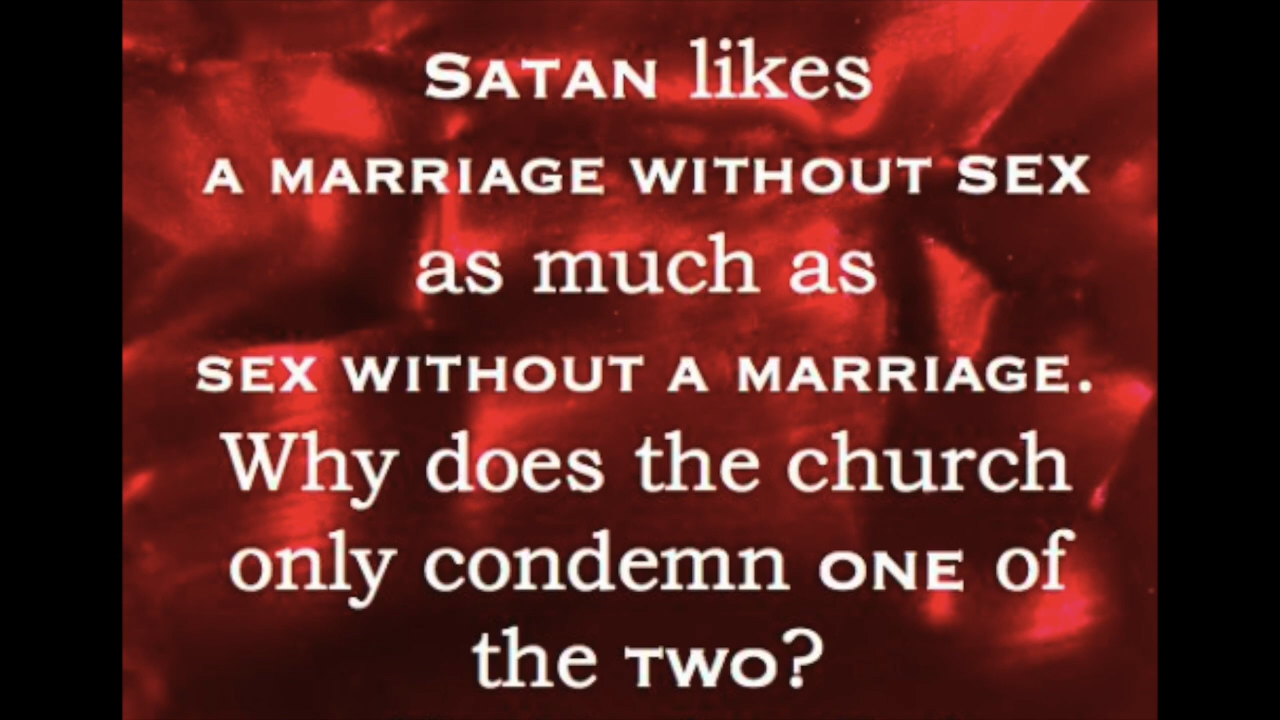 SATAN likes
A MARRIAGE WITHOUT SEX
as much as
SEX WITHOUT A MARRIAGE.
Why does the church
only condemn ONE of
the TWO?